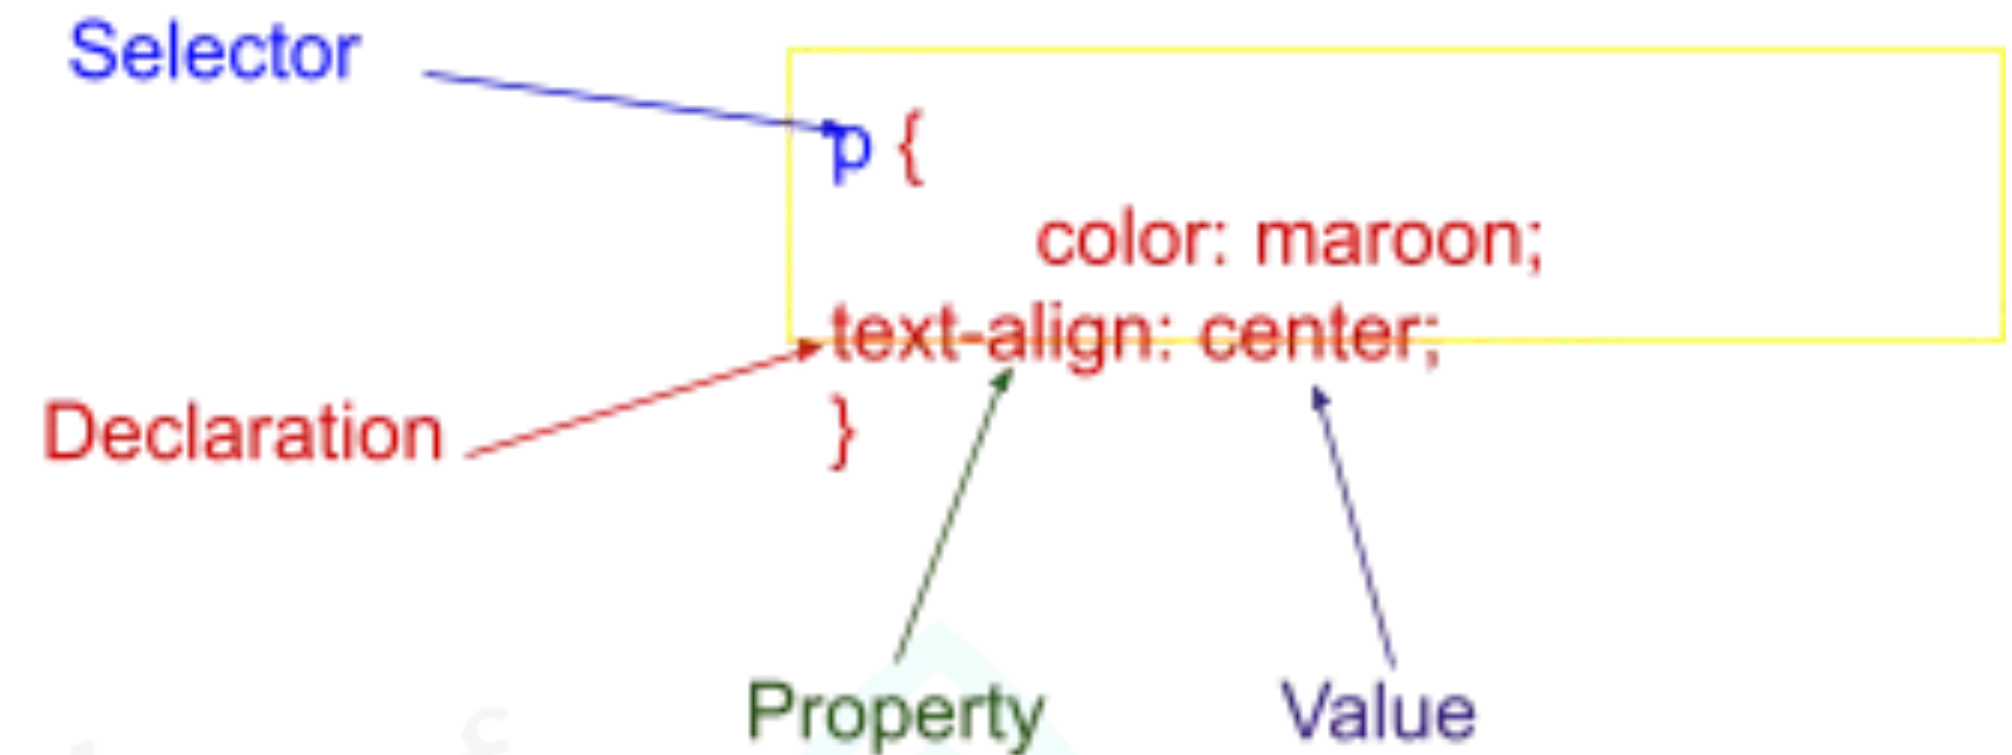 Selector
p {
color: maroon;
text-align: center;
Declaration
}
Property
Value